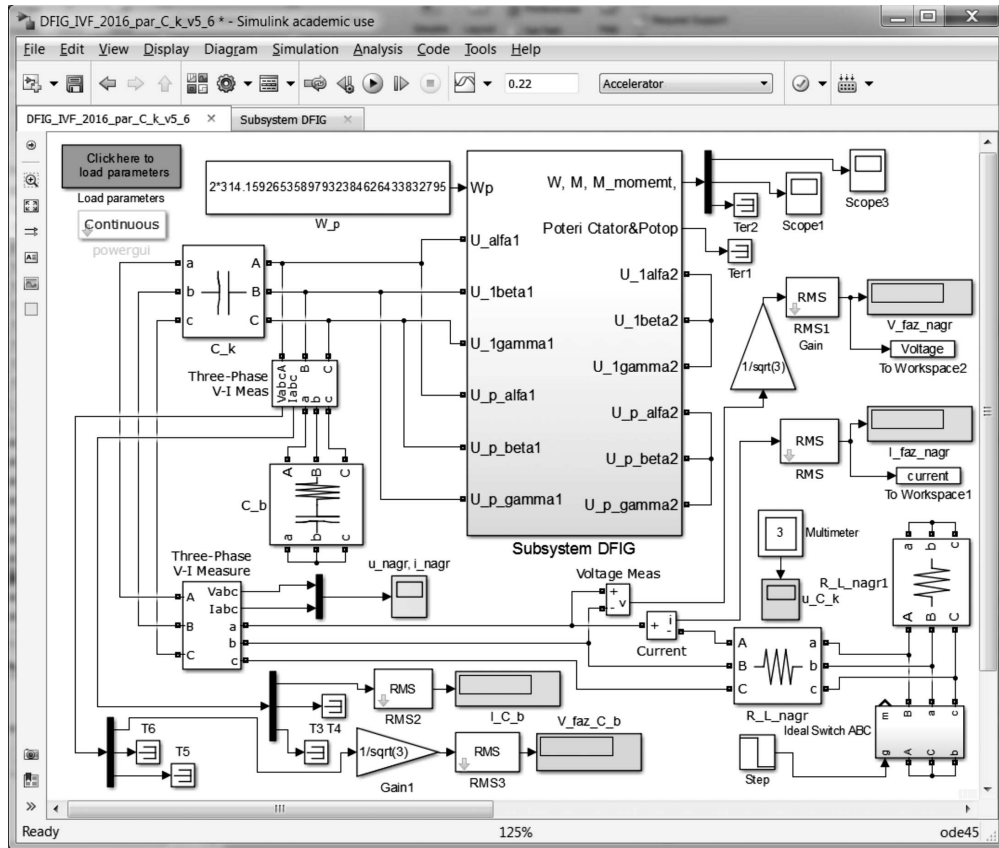 DFIG_IVF_2016_par_C_k_v5_6 * - Simulink academic use
File Edit View Display Diagram Simulation Analysis Code Tools Help
0.22
Accelerator
DFIG_IVF_2016_par_C_k_v5_6
Subsystem DFIG
Clickhere to
load parameters
Load parameters
Continuous
powergui
2*314.15926535897932384626433832795
W_p
Wp
U_alfa1
U_1beta1
U_1gamma1
U_p_alfa1
U_p_beta1
U_p_gamma1
W, M, M_momemt,
Poteri Ctator&Potop
U_1alfa2
U_1beta2
U_1gamma2
U_p_alfa2
U_p_beta2
U_p_gamma2
Subsystem DFIG
Scope3
Scope1
Ter2
Ter1
a A
b B
c C
C_k
Three-Phase
V-I Meas
VabcA B C
Iabc a b c
A B C
C_b
a b c
Three-Phase
V-I Measure
A
B
C
Vabc
Iabc
a
b
c
u_nagr, i_nagr
Voltage Meas
+
-
v
Current
+
-
i
1/sqrt(3)
RMS
RMS1
Gain
V_faz_nagr
Voltage
To Workspace2
RMS
RMS
I_faz_nagr
current
To Workspace1
3
Multimeter
u_C_k
R_L_nagr1
a b c
A B C
A a
B b
C c
R_L_nagr
Ideal Switch ABC
m B a c
g A C b
Step
RMS
RMS2
I_C_b
T3 T4
V_faz_C_b
1/sqrt(3)
Gain1
RMS
RMS3
T6
T5
Ready
125%
ode45